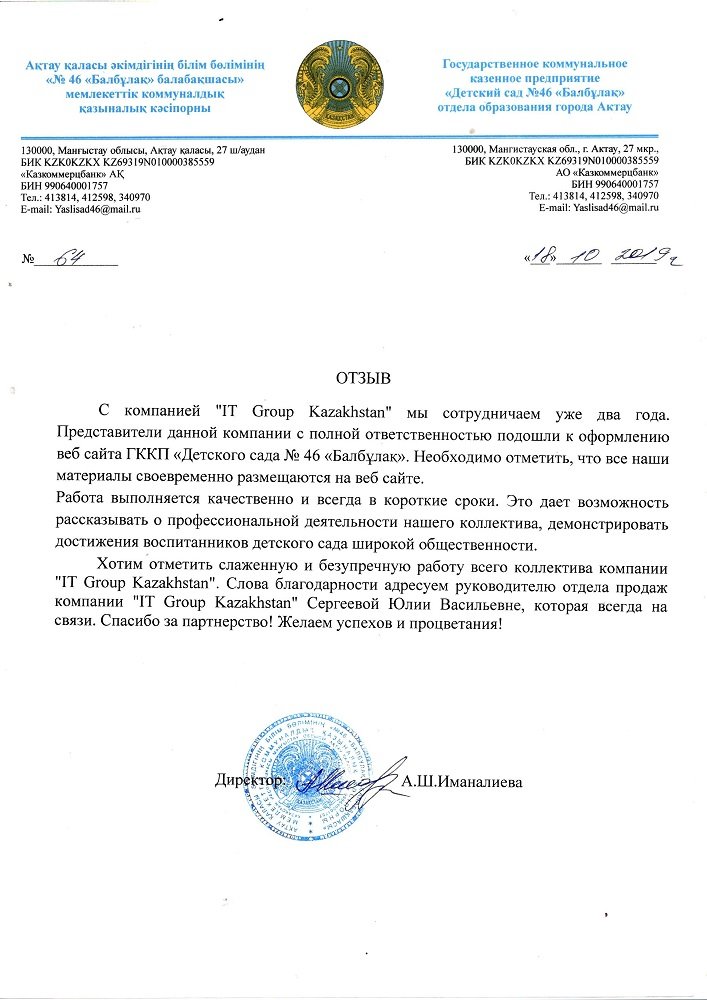 Ақтау қаласы әкімдігінің білім бөлімінің
«№ 46 «Балбұлақ» балабақшасы»
мемлекеттік коммуналдық
қазыналық кәсіпорны
Государственное коммунальное
казенное предприятие
«Детский сад №46 «Балбұлақ»
отдела образования города Актау
ҚАЗАҚСТАН
130000, Маңғыстау облысы, Ақтау қаласы, 27 ш/аудан
БИК KZK0KZKX KZ69319N010000385559
«Казкоммерцбанк» АҚ
БИН 990640001757
Тел.: 413814, 412598, 340970
E-mail: Yaslisad46@mail.ru
130000, Мангистауская обл., г. Актау, 27 мкр.,
БИК KZK0KZKX KZ69319N010000385559
АО «Казкоммерцбанк»
БИН 990640001757
Тел.: 413814, 412598, 340970
E-mail: Yaslisad46@mail.ru
№ 64
«18» 10 2019 г
ОТЗЫВ
С компанией "IT Group Kazakhstan" мы сотрудничаем уже два года.
Представители данной компании с полной ответственностью подошли к оформлению
веб сайта ГККП «Детского сада № 46 «Балбұлақ». Необходимо отметить, что все наши
материалы своевременно размещаются на веб сайте.
Работа выполняется качественно и всегда в короткие сроки. Это дает возможность
рассказывать о профессиональной деятельности нашего коллектива, демонстрировать
достижения воспитанников детского сада широкой общественности.
Хотим отметить слаженную и безупречную работу всего коллектива компании
"IT Group Kazakhstan". Слова благодарности адресуем руководителю отдела продаж
компании "IT Group Kazakhstan" Сергеевой Юлии Васильевне, которая всегда на
связи. Спасибо за партнерство! Желаем успехов и процветания!
Директор: А.Ш.Иманалиева